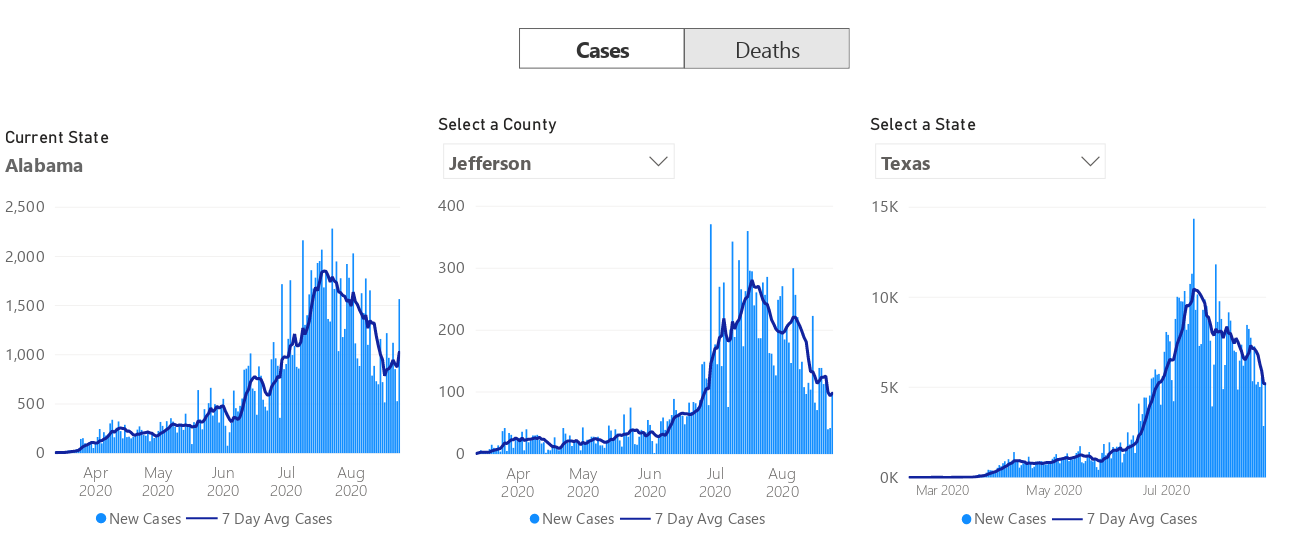 Cases Deaths
Current State
Alabama
2,500
2,000
1,500
1,000
500
0
Apr 2020
May 2020
Jun 2020
Jul 2020
Aug 2020
New Cases 7 Day Avg Cases
Select a County
Jefferson
400
300
200
100
0
Apr 2020
May 2020
Jun 2020
Jul 2020
Aug 2020
New Cases 7 Day Avg Cases
Select a State
Texas
15K
10K
5K
0K
Mar 2020 May 2020 Jul 2020
New Cases 7 Day Avg Cases